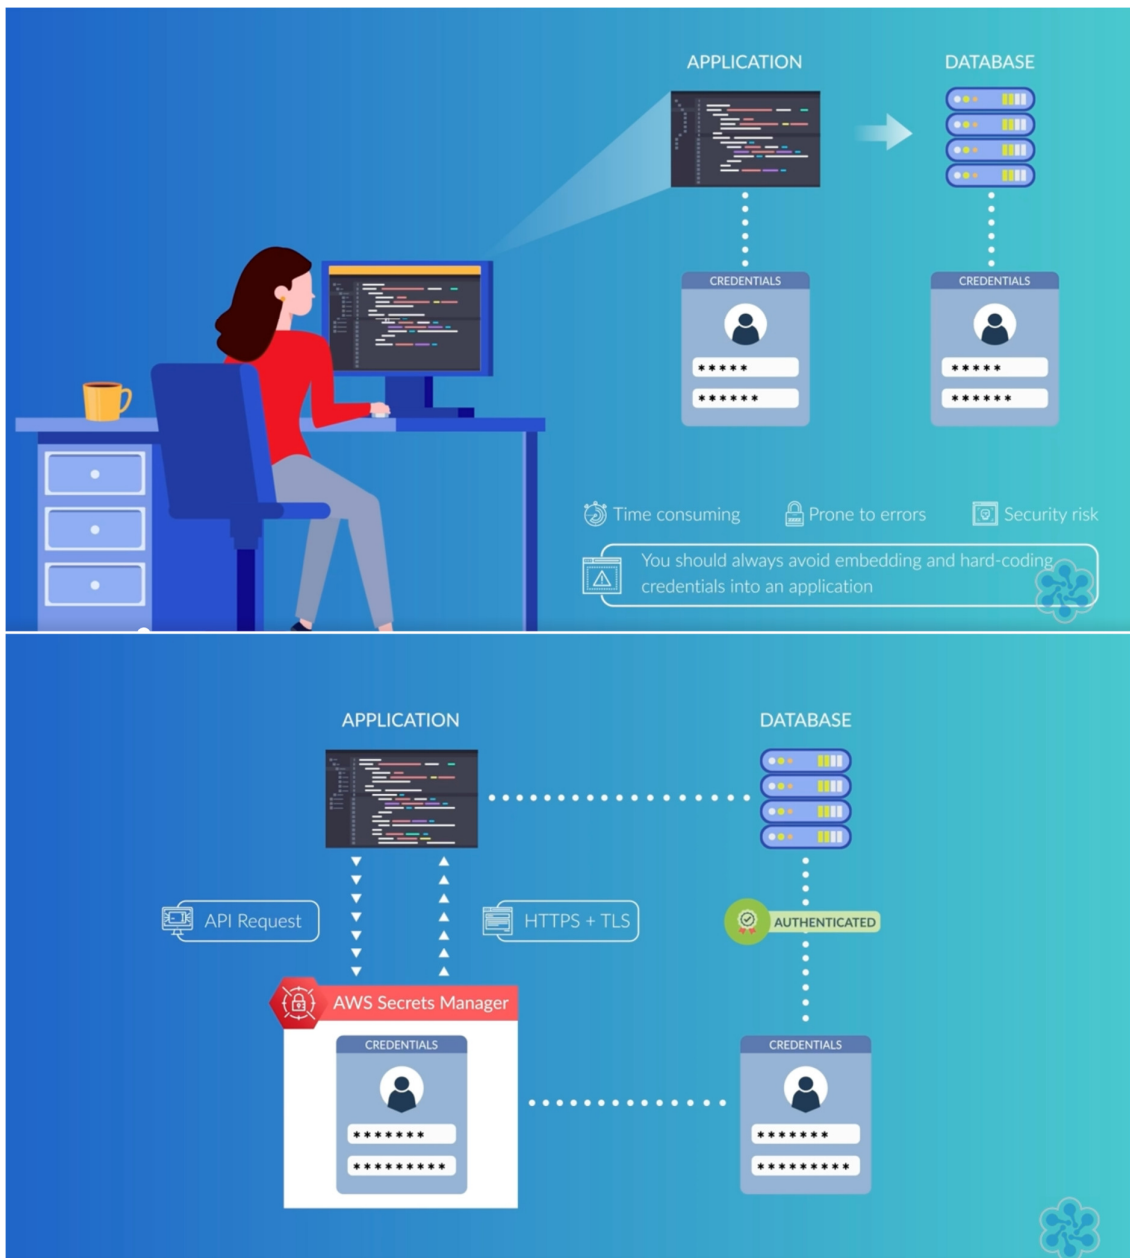 APPLICATION
DATABASE
CREDENTIALS
CREDENTIALS
*****
*****
******
******
Time consuming
Prone to errors
Security risk
You should always avoid embedding and hard-coding
credentials into an application
APPLICATION
DATABASE
API Request
HTTPS + TLS
AUTHENTICATED
AWS Secrets Manager
CREDENTIALS
CREDENTIALS
*******
*******
*********
*********